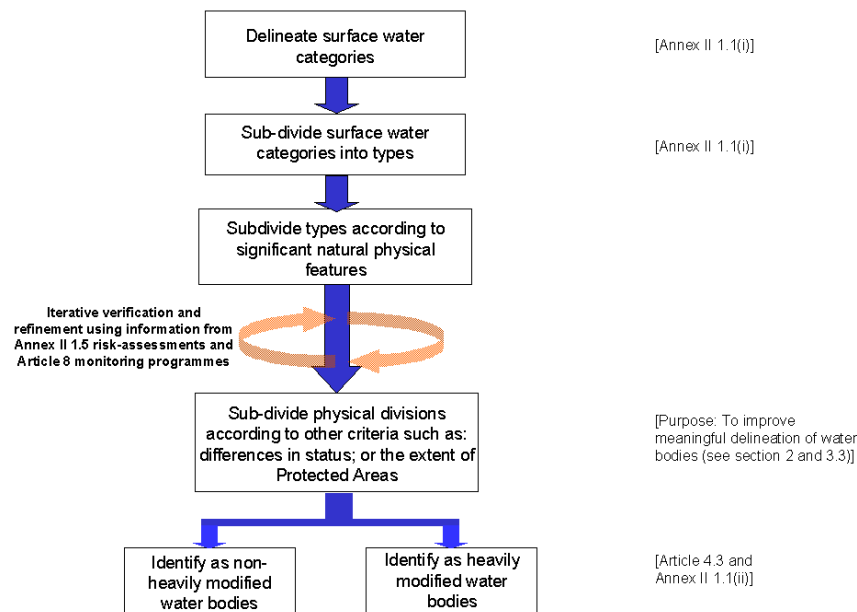 Delineate surface water
categories
[Annex II 1.1(i)]
Sub-divide surface water
categories into types
[Annex II 1.1(i)]
Subdivide types according to
significant natural physical
features
Iterative verification and
refinement using information from
Annex II 1.5 risk-assessments and
Article 8 monitoring programmes
Sub-divide physical divisions
according to other criteria such as:
differences in status; or the extent of
Protected Areas
[Purpose: To improve
meaningful delineation of water
bodies (see section 2 and 3.3)]
Identify as non-
heavily modified
water bodies
Identify as heavily
modified water
bodies
[Article 4.3 and
Annex II 1.1(ii)]